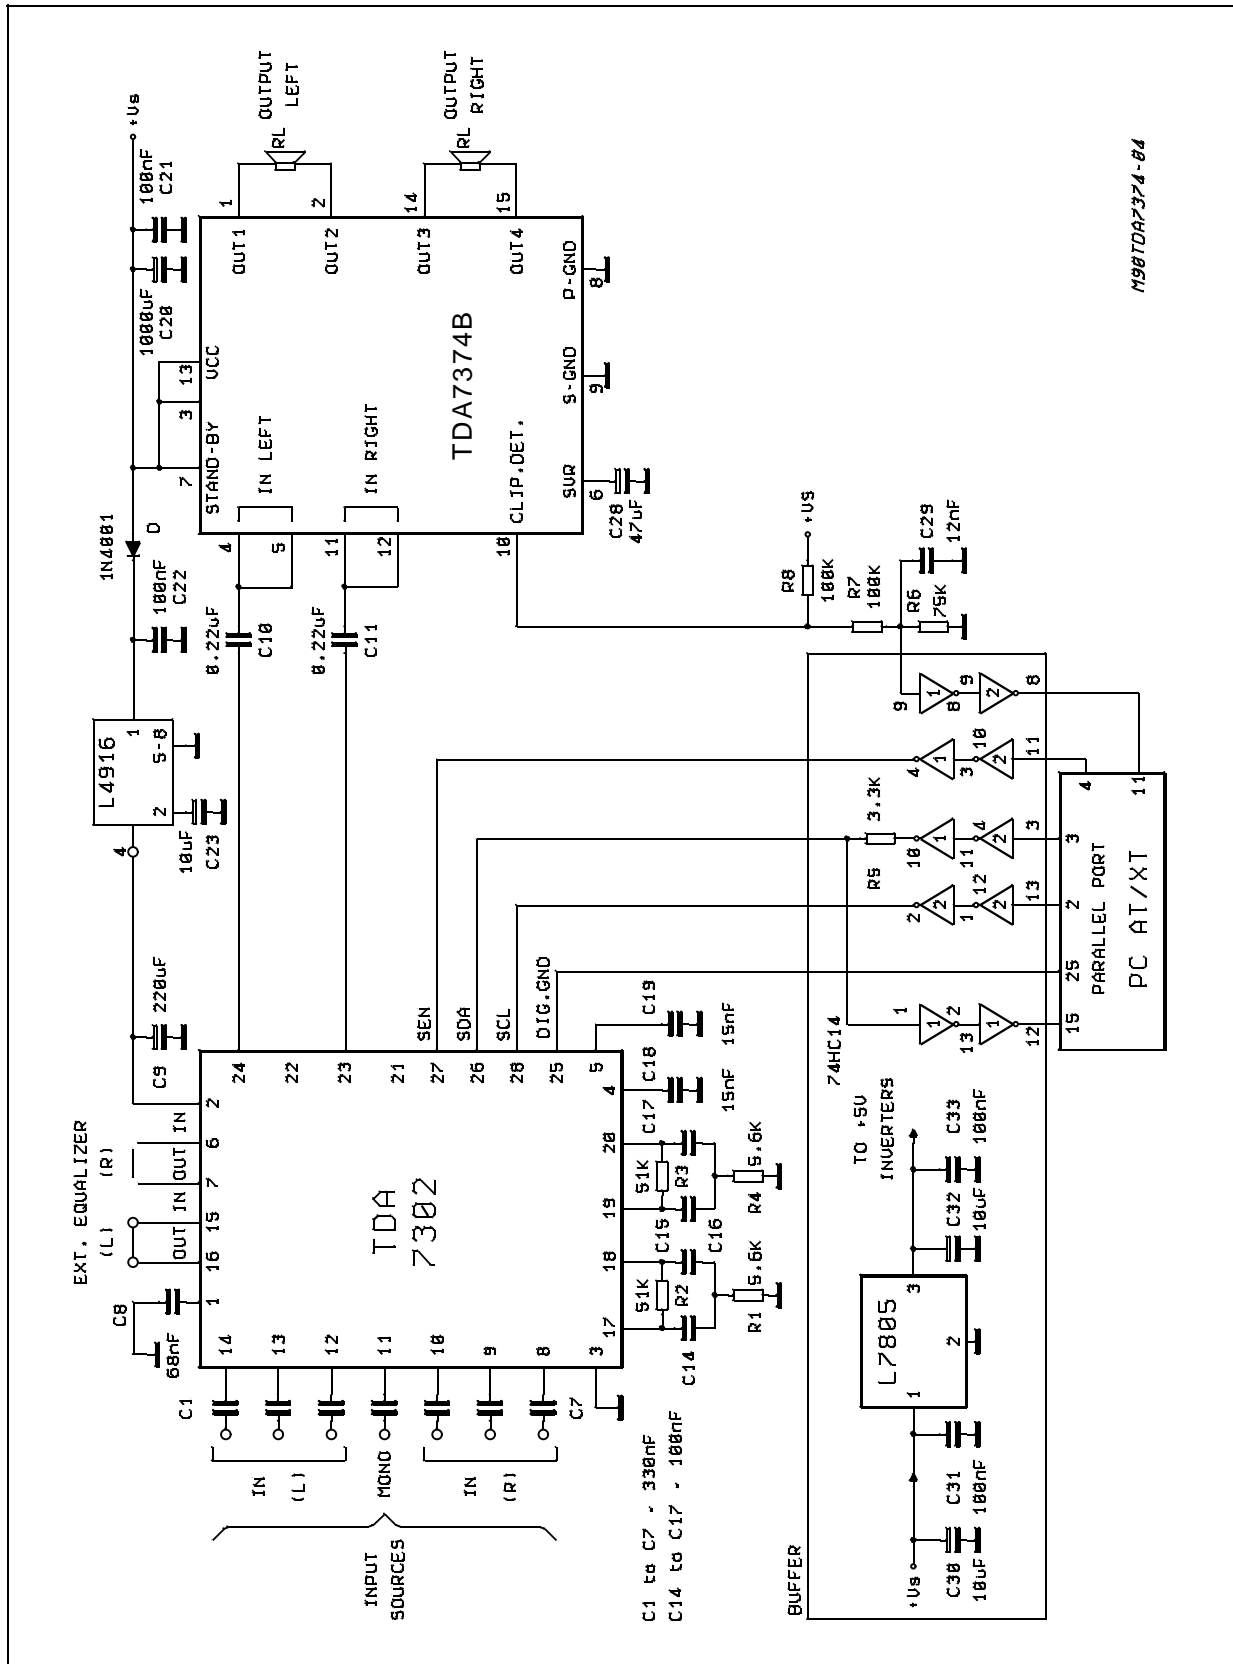 +Vs
100nF
C21
1000uF
C20
1N4001
D
100nF
C22
L4916
1
5-8
2
4
10uF
C23
220uF
C9
EXT. EQUALIZER
(L)
(R)
OUT
IN
OUT
IN
C8
68nF
1
16
15
7
6
2
TDA
7302
14
13
12
11
10
9
8
3
24
22
23
21
27
26
28
25
5
17
18
19
20
4
C1
C7
IN
(L)
MONO
IN
(R)
INPUT
SOURCES
C1 to C7 - 330nF
C14 to C17 - 100nF
C14
51K
R2
C15
R1
5.6K
C16
51K
R3
C17
R4
5.6K
C18
15nF
C19
15nF
SEN
SDA
SCL
DIG.GND
0.22uF
C10
0.22uF
C11
4
5
11
12
10
IN LEFT
IN RIGHT
CLIP.DET.
7
3
13
STAND-BY
VCC
TDA7374B
OUT1
OUT2
OUT3
OUT4
1
2
14
15
RL
OUTPUT
LEFT
RL
OUTPUT
RIGHT
SVR
6
S-GND
9
P-GND
8
C28
47uF
R8
100K
+VS
R7
100K
R6
75K
C29
12nF
BUFFER
+Vs
C30
10uF
C31
100nF
L7805
1
2
3
C32
10uF
C33
100nF
TO +5V
INVERTERS
74HC14
1
1
2
13
1
12
2
2
1
12
2
13
R5
3.3K
10
1
11
4
2
3
4
1
3
10
2
11
9
1
8
9
2
8
15
25
2
3
4
11
PARALLEL PORT
PC AT/XT
M90TDA7374-04